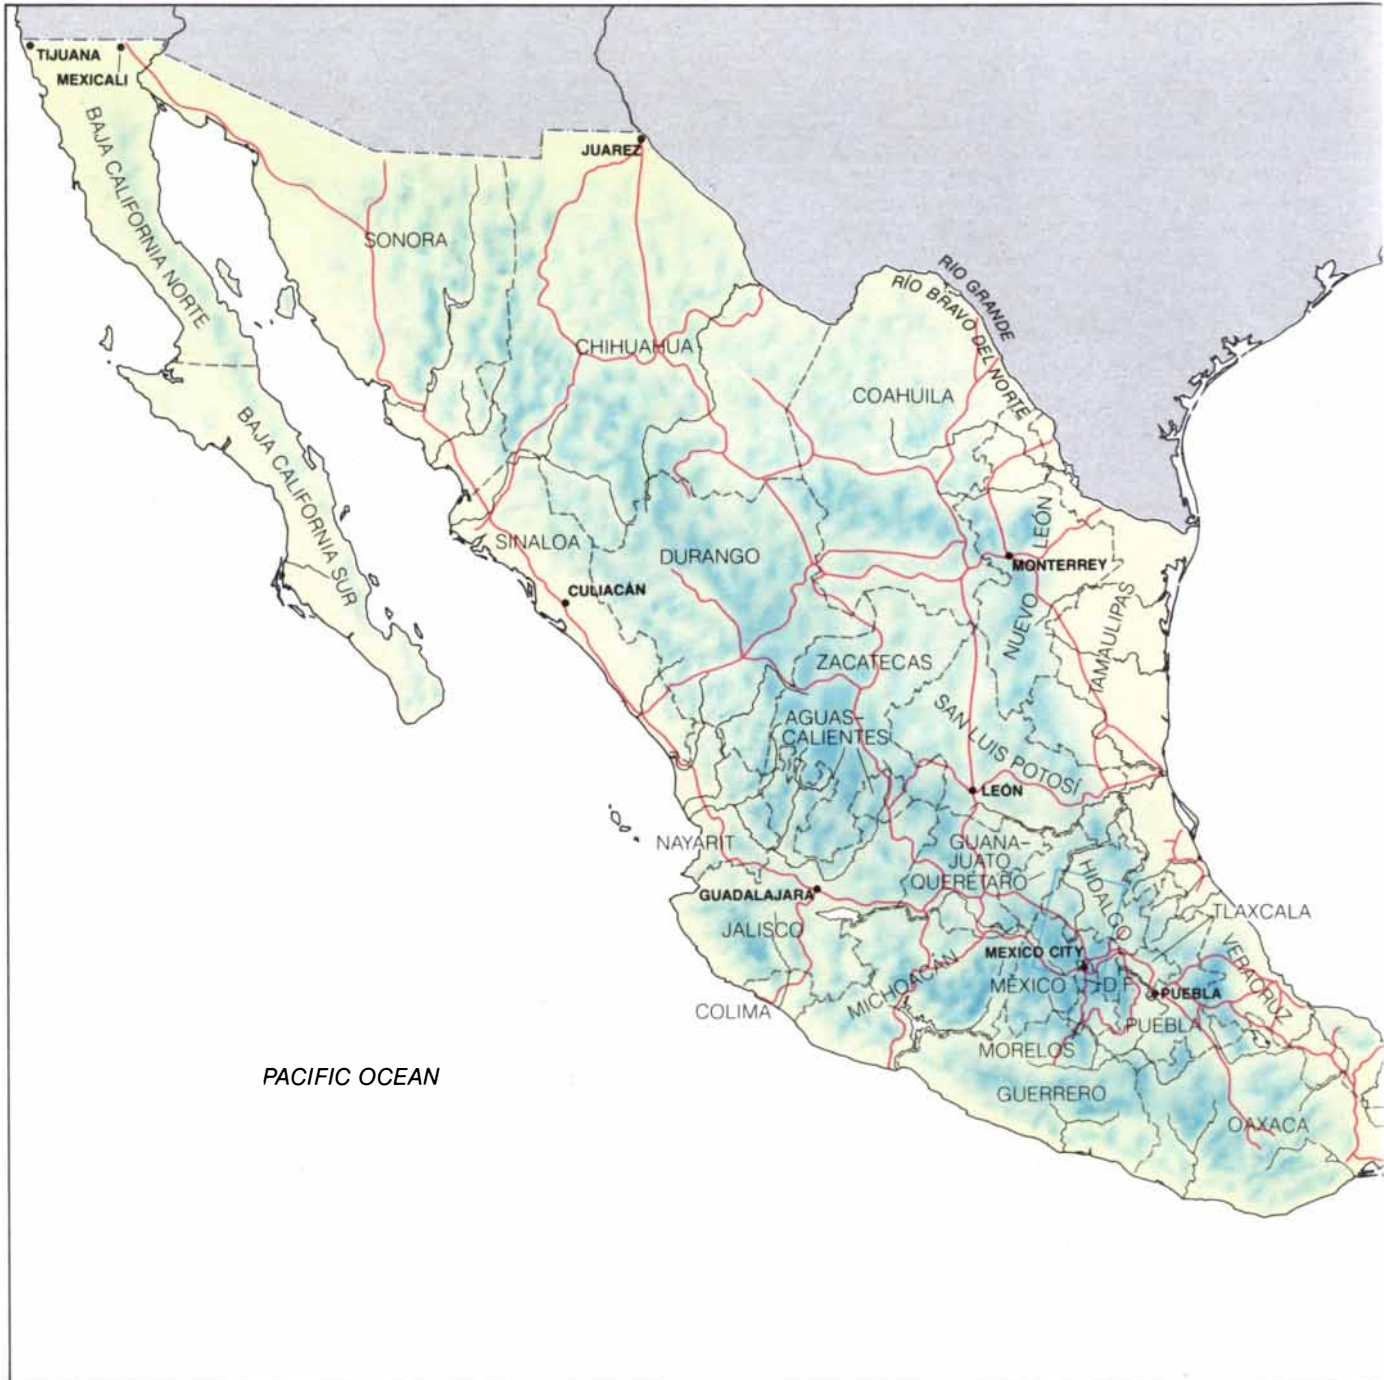 TIJUANA
MEXICALI
BAJA CALIFORNIA NORTE
JUAREZ
SONORA
RIO GRANDE
RÍO BRAVO DEL NORTE
CHIHUAHUA
COAHUILA
BAJA CALIFORNIA SUR
SINALOA
DURANGO
NUEVO LEÓN
MONTERREY
CULIACÁN
TAMAULIPAS
ZACATECAS
AGUAS-
CALIENTES
SAN LUIS POTOSÍ
LEÓN
NAYARIT
GUANA-
JUATO
QUERÉTARO
HIDALGO
GUADALAJARA
TLAXCALA
JALISCO
VERACRUZ
MEXICO CITY
MICHOACÁN
MÉXICO
D.F.
PUEBLA
COLIMA
PUEBLA
MORELOS
PACIFIC OCEAN
GUERRERO
OAXACA